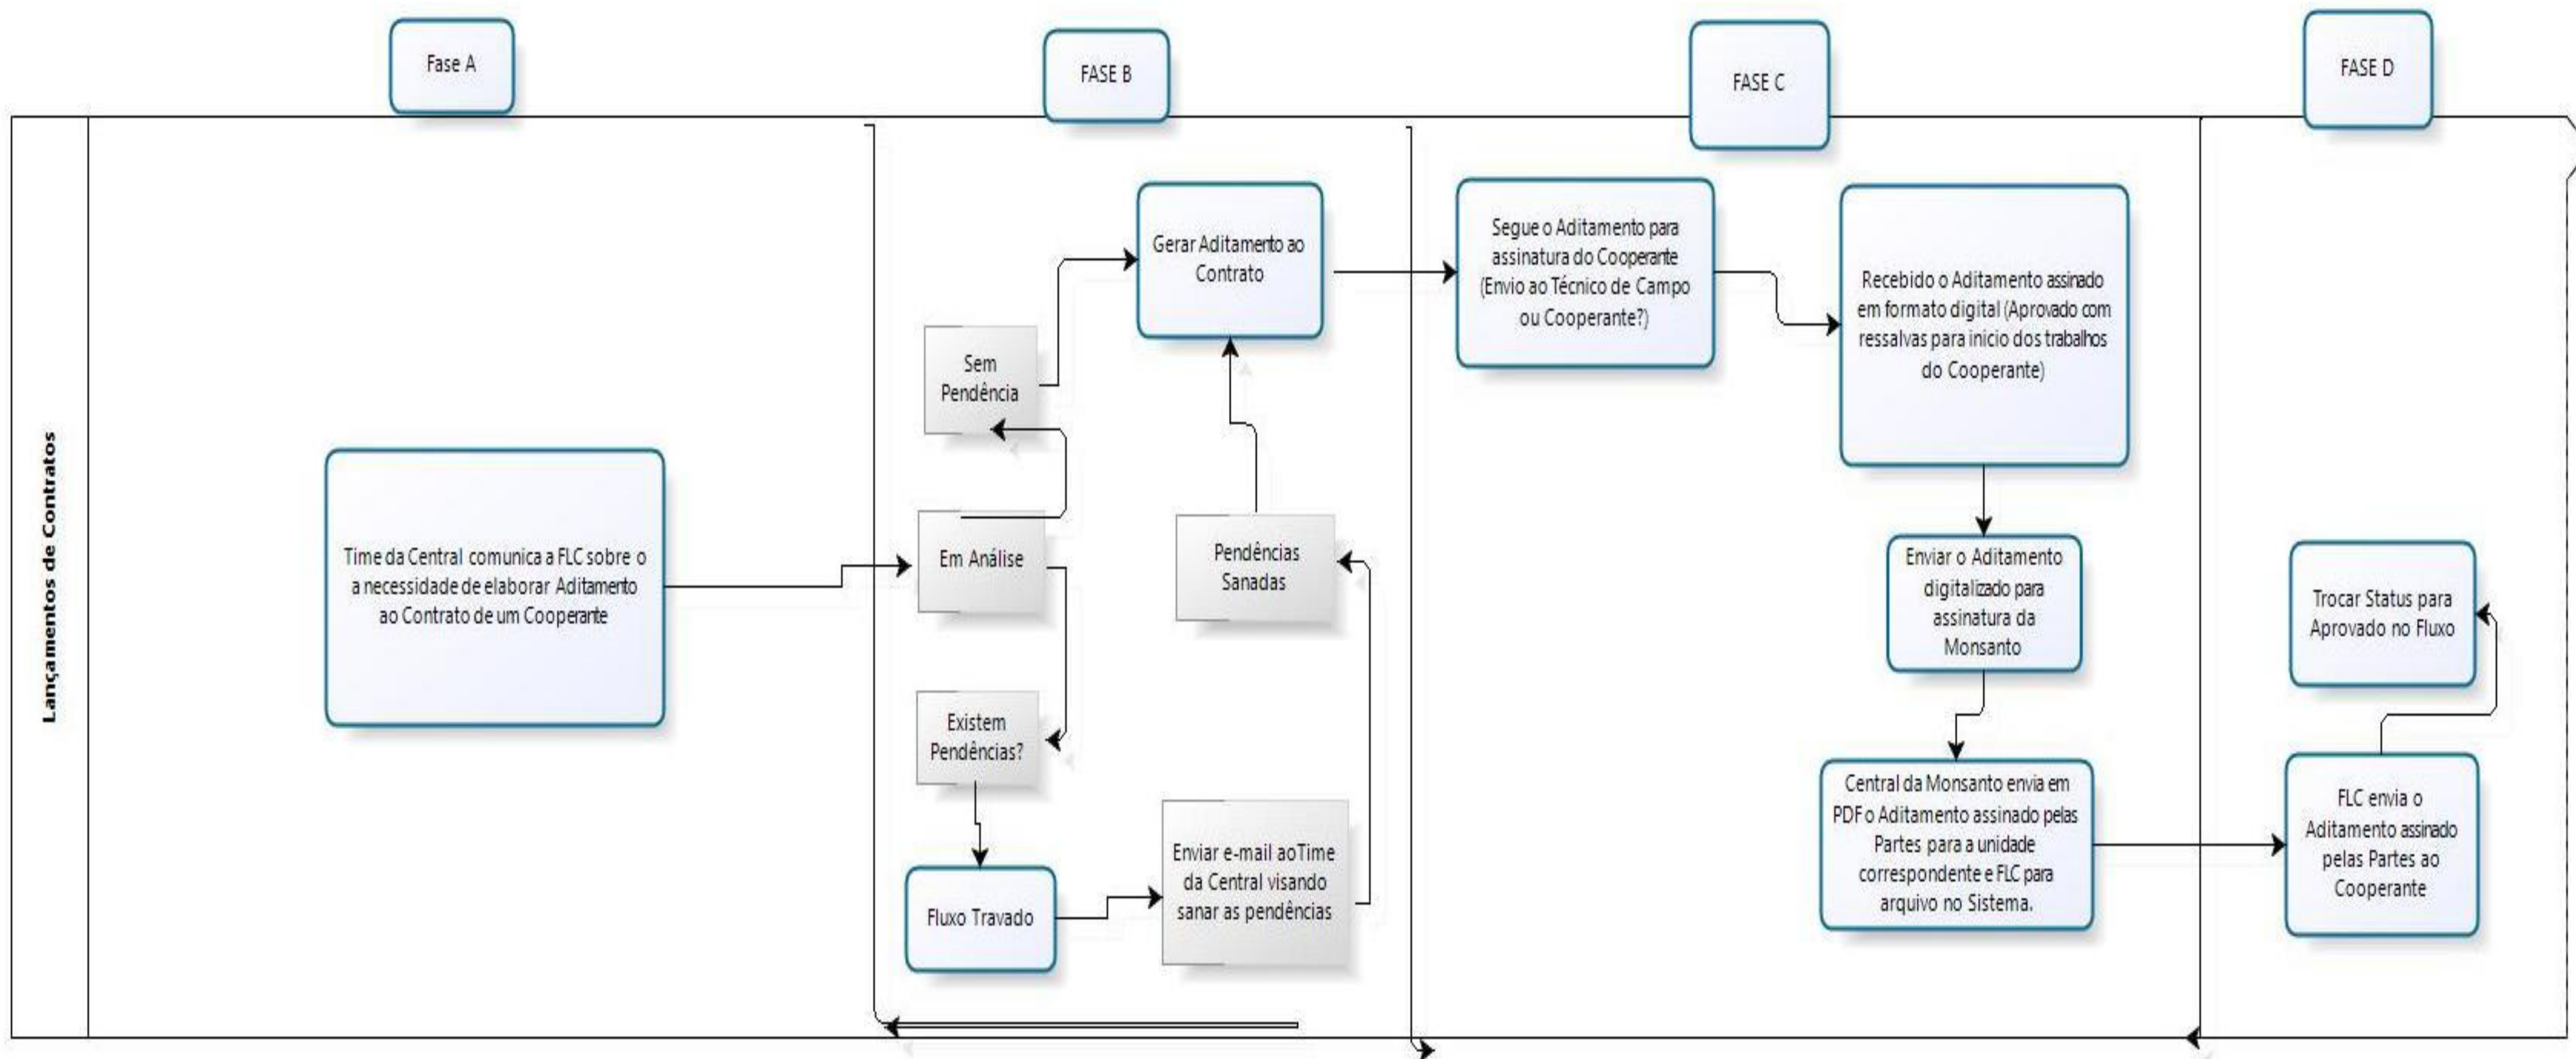 Fase A
FASE B
FASE C
FASE D
Lançamentos de Contratos
Time da Central comunica a FLC sobre o
a necessidade de elaborar Aditamento
ao Contrato de um Cooperante
Em Análise
Sem
Pendência
Existem
Pendências?
Fluxo Travado
Enviar e-mail ao Time
da Central visando
sanar as pendências
Pendências
Sanadas
Gerar Aditamento ao
Contrato
Segue o Aditamento para
assinatura do Cooperante
(Envio ao Técnico de Campo
ou Cooperante?)
Recebido o Aditamento assinado
em formato digital (Aprovado com
ressalvas para inicio dos trabalhos
do Cooperante)
Enviar o Aditamento
digitalizado para
assinatura da
Monsanto
Central da Monsanto envia em
PDF o Aditamento assinado pelas
Partes para a unidade
correspondente e FLC para
arquivo no Sistema.
FLC envia o
Aditamento assinado
pelas Partes ao
Cooperante
Trocar Status para
Aprovado no Fluxo